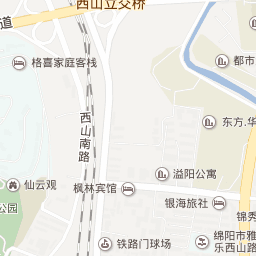 西山立交桥
道
格喜家庭客栈
都市
西山南路
东方.华
溢阳公寓
仙云观
枫林宾馆
银海旅社
公园
锦秀
铁路门球场
绵阳市雅
乐西山路